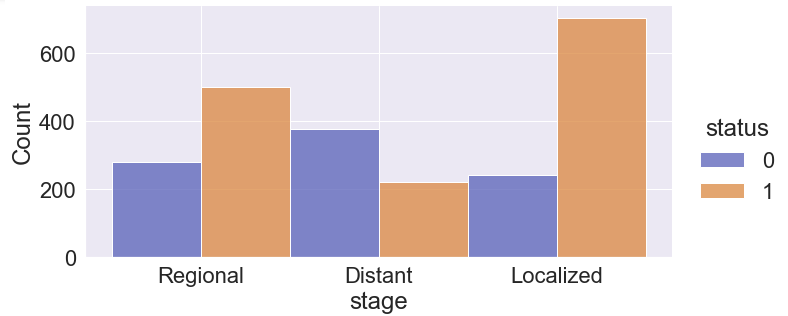 600
400
200
0
Count
Regional Distant Localized
stage
status
0
1